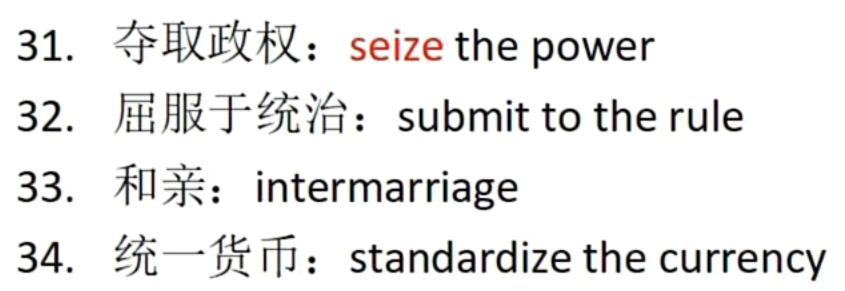 31. 夺取政权：seize the power
32. 屈服于统治：submit to the rule
33. 和亲：intermarriage
34. 统一货币：standardize the currency